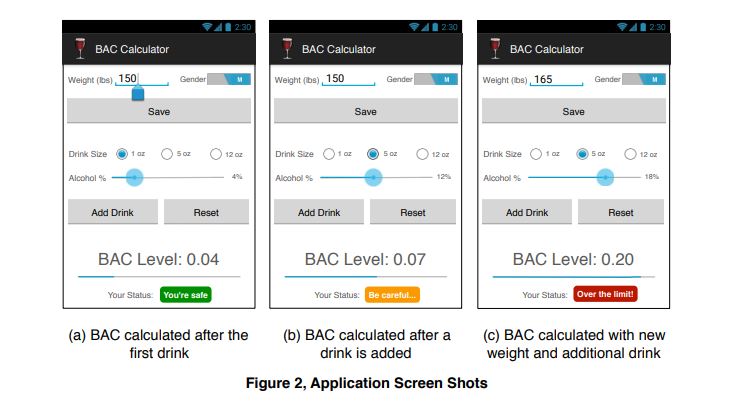 2:30
BAC Calculator
Weight (lbs) 150 Gender M
Save
Drink Size 1 oz 5 oz 12 oz
Alcohol % 4%
Add Drink Reset
BAC Level: 0.04
Your Status: You're safe
(a) BAC calculated after the
first drink
2:30
BAC Calculator
Weight (lbs) 150 Gender M
Save
Drink Size 1 oz 5 oz 12 oz
Alcohol % 12%
Add Drink Reset
BAC Level: 0.07
Your Status: Be careful...
(b) BAC calculated after a
drink is added
2:30
BAC Calculator
Weight (lbs) 165 Gender M
Save
Drink Size 1 oz 5 oz 12 oz
Alcohol % 18%
Add Drink Reset
BAC Level: 0.20
Your Status: Over the limit!
(c) BAC calculated with new
weight and additional drink
Figure 2, Application Screen Shots